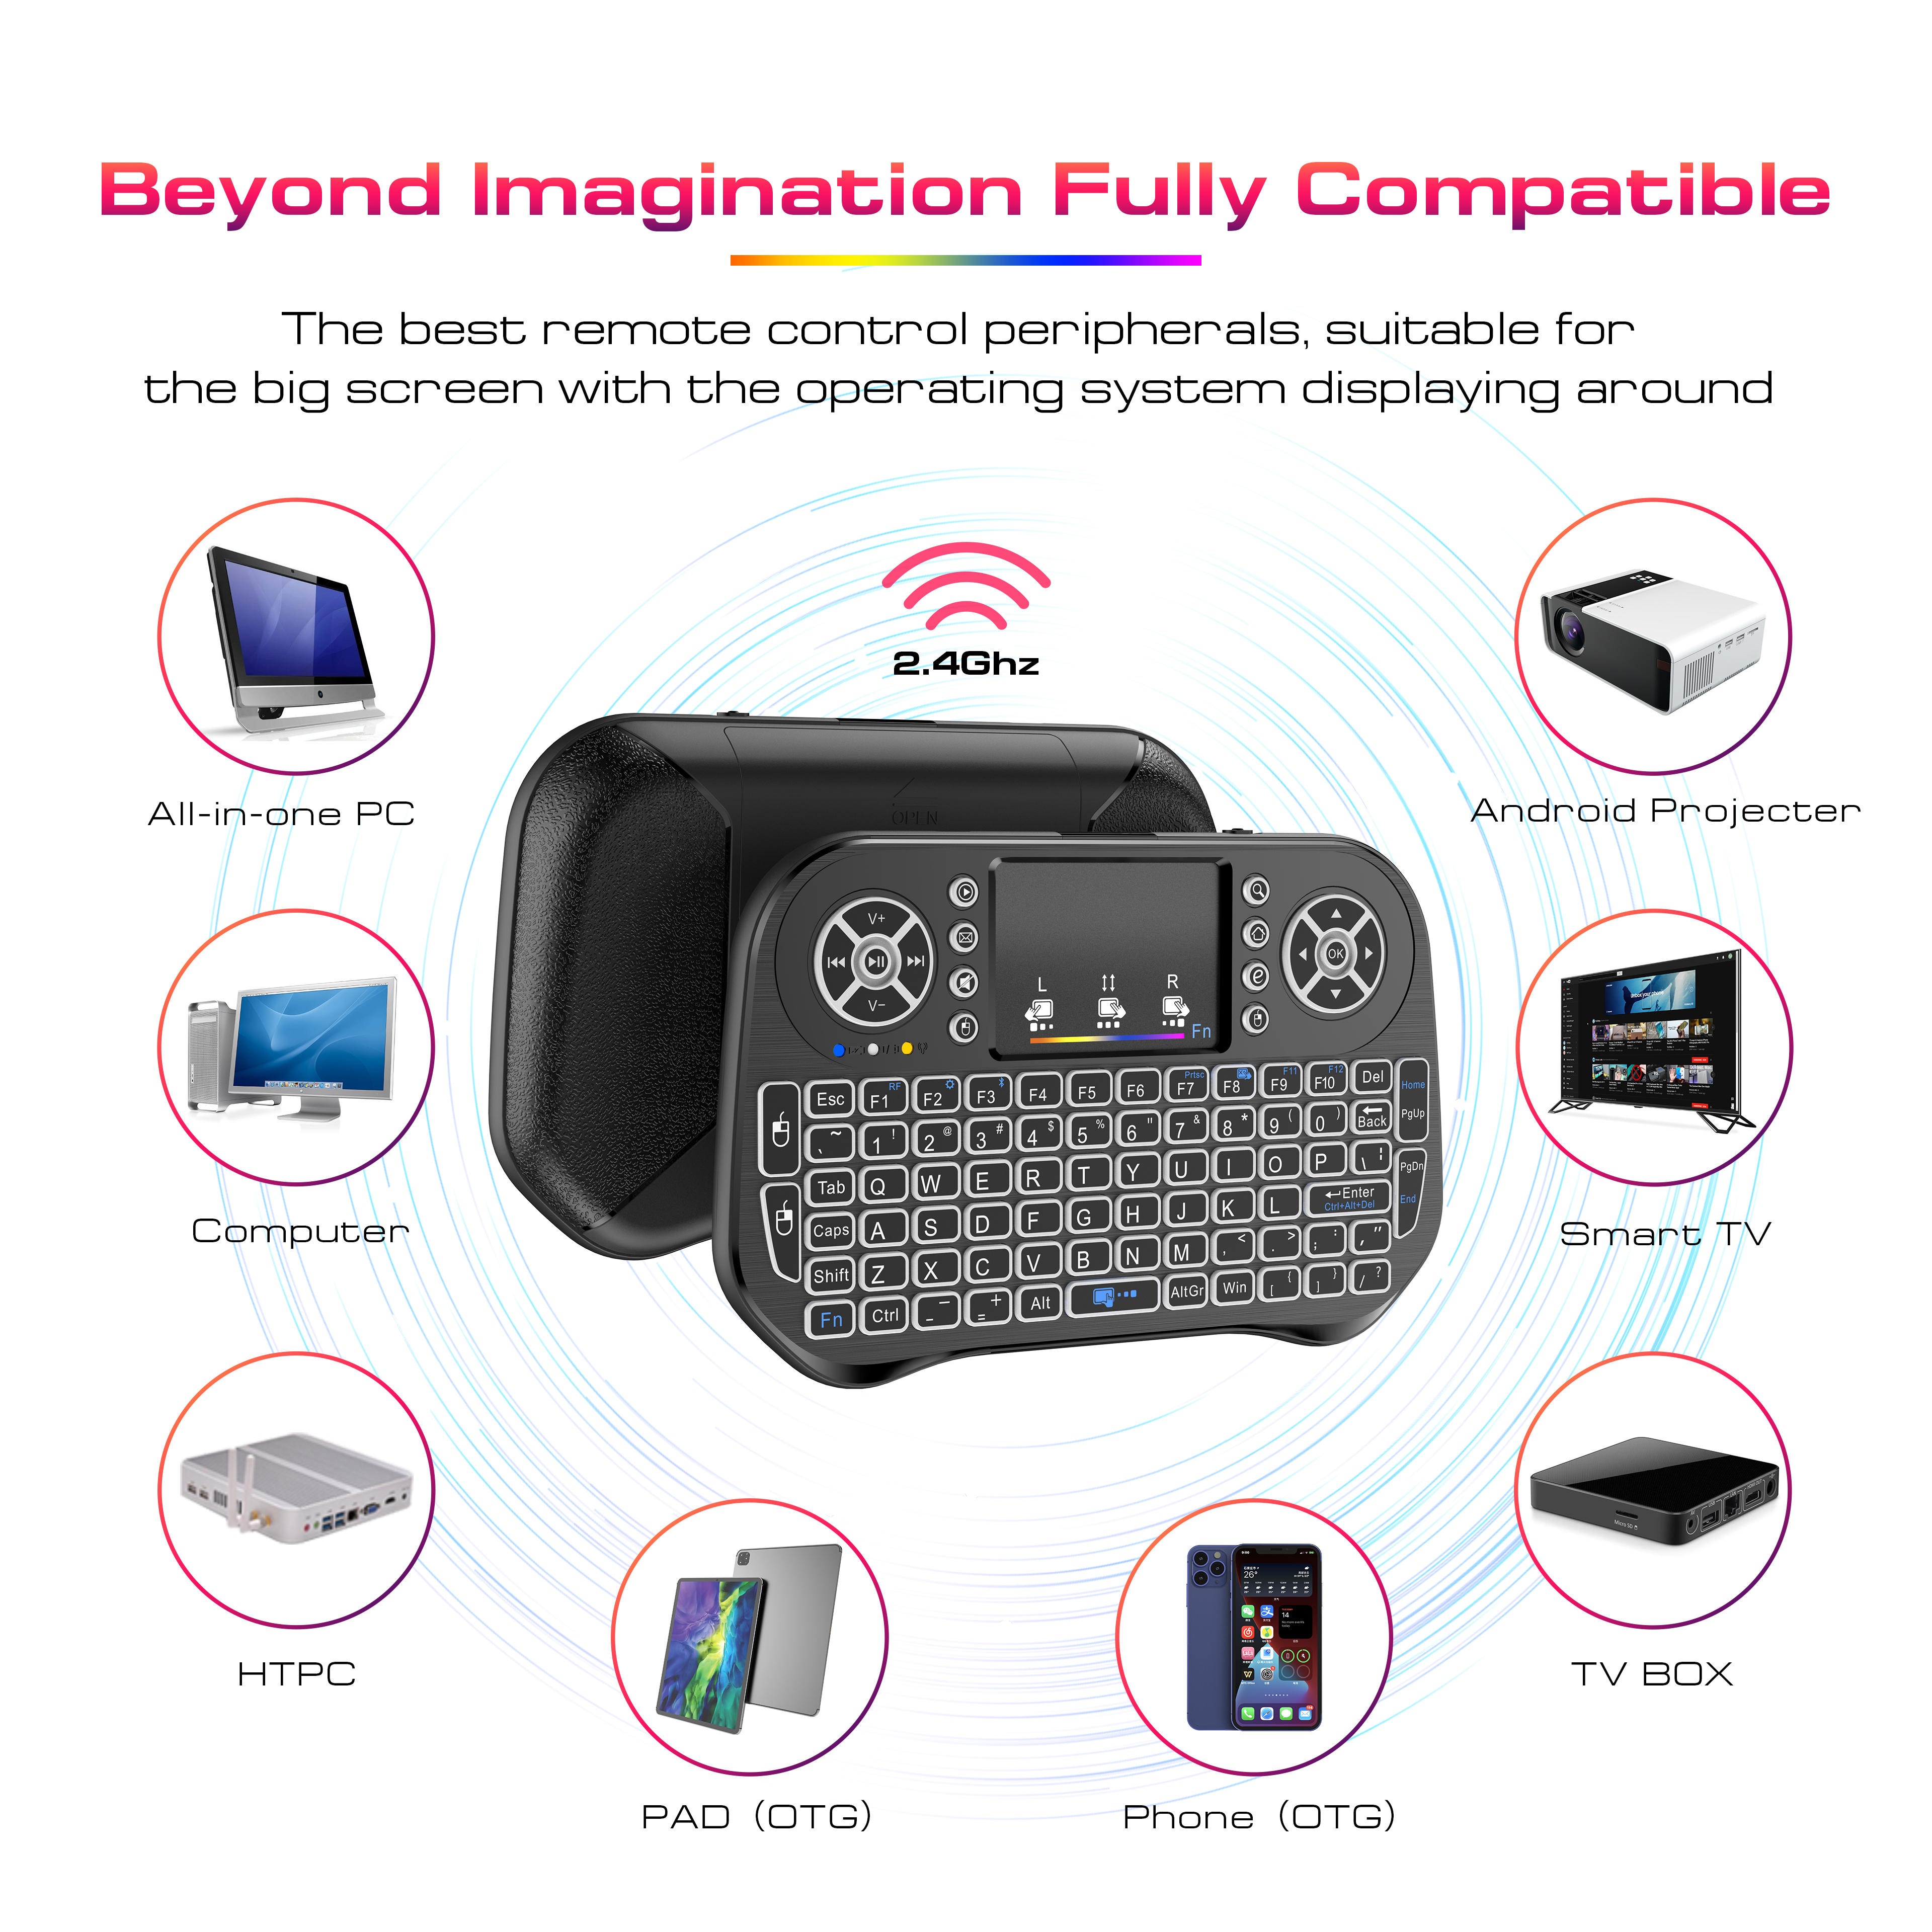 Beyond Imagination Fully Compatible
The best remote control peripherals, suitable for
the big screen with the operating system displaying around
2.4Ghz
All-in-one PC
Android Projecter
Computer
Smart TV
HTPC
TV BOX
PAD (OTG)
Phone (OTG)
OPEN
V+
V-
OK
L
R
Fn
Esc RF F1 F2 F3 F4 F5 F6 Prtsc F7 F8 F11 F9 F12 F10 Del
Home
PgUp
` ~ 1 ! 2 @ 3 # 4 $ 5 % 6 " 7 & 8 * 9 ( 0 ) Back
Tab Q W E R T Y U I O P \ ¦
PgDn
End
Caps A S D F G H J K L Enter
Ctrl+Alt+Del
Shift Z X C V B N M , < . > ; : , "
Fn Ctrl _ – = + Alt AltGr Win [ { ] } / ?
Micro SD
26°
14